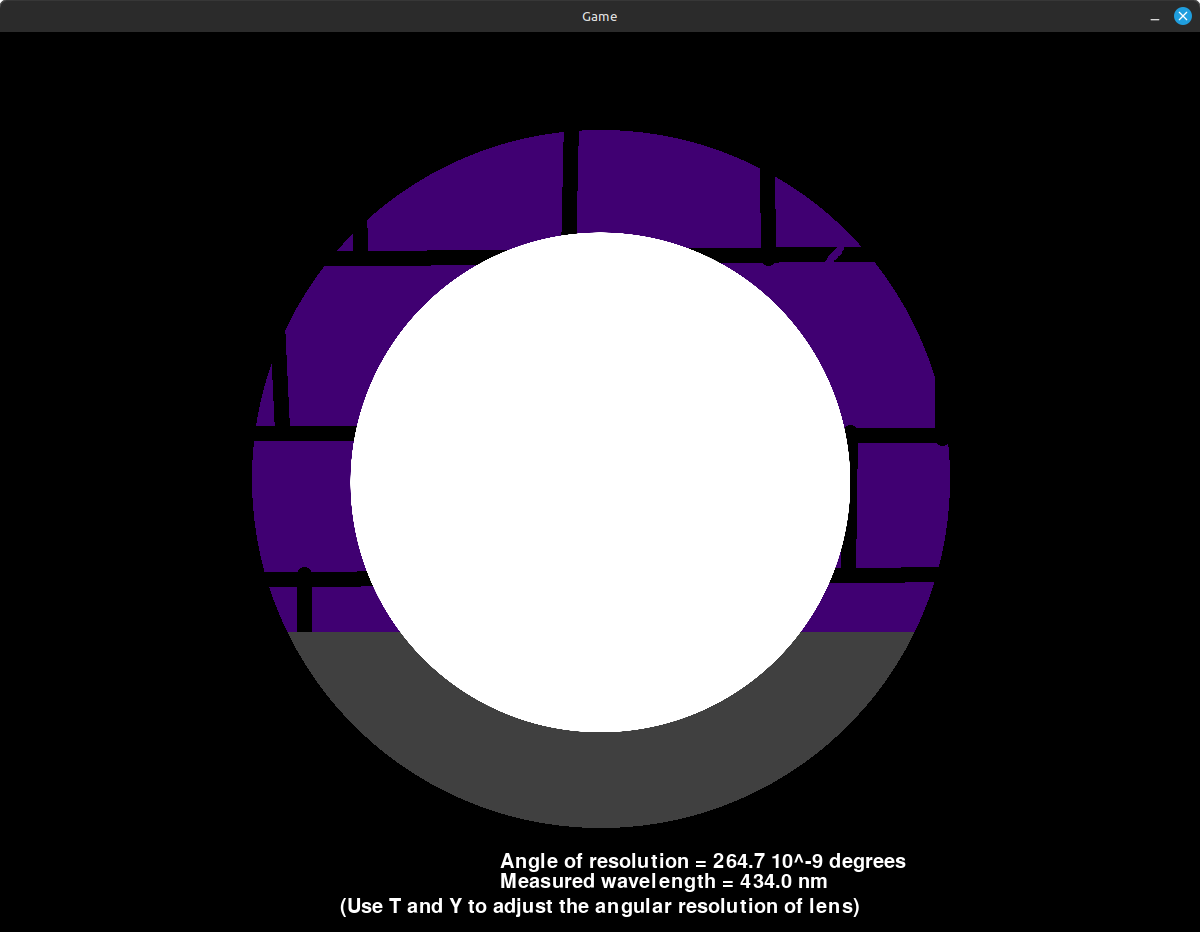 Game
Angle of resolution = 264.7 10^-9 degrees
Measured wavelength = 434.0 nm
(Use T and Y to adjust the angular resolution of lens)